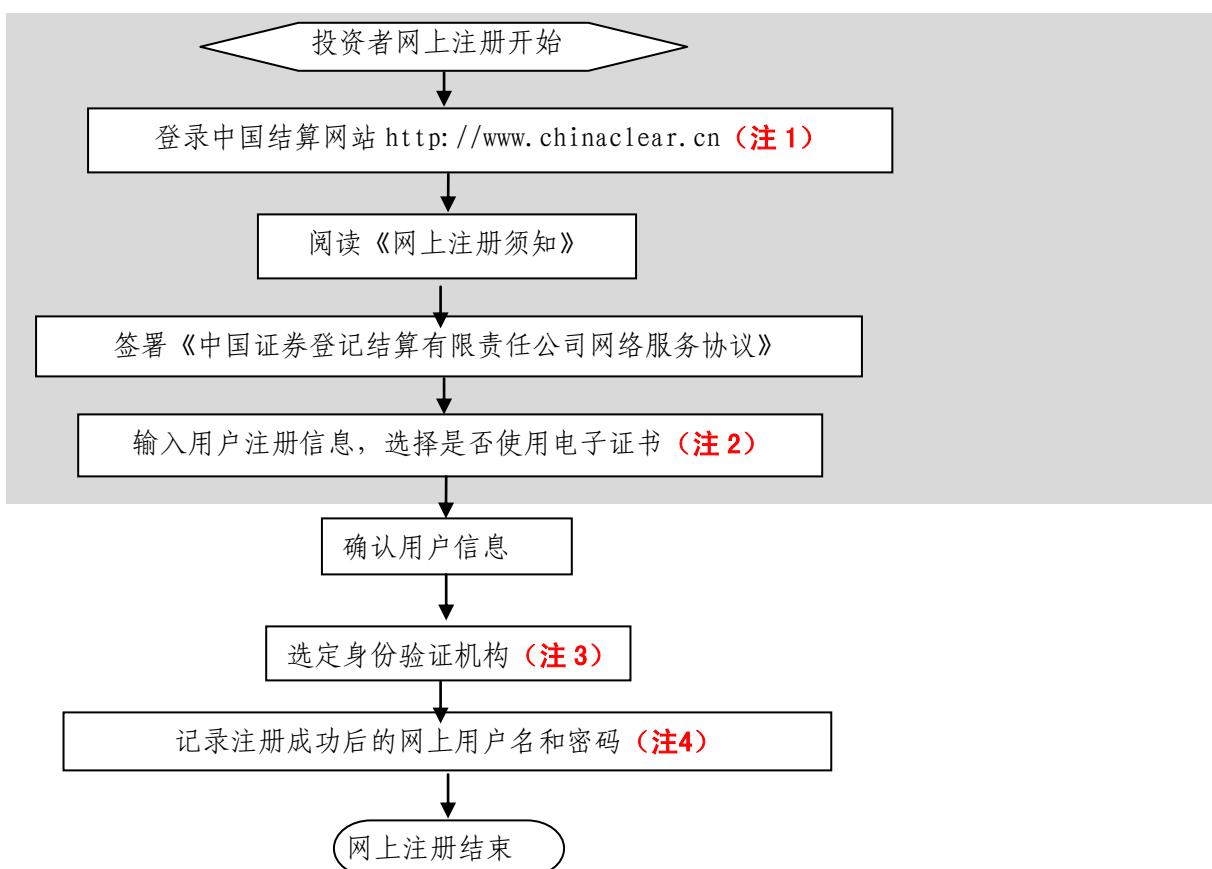 投资者网上注册开始
登录中国结算网站 http://www.chinaclear.cn（注 1）
阅读《网上注册须知》
签署《中国证券登记结算有限责任公司网络服务协议》
输入用户注册信息，选择是否使用电子证书（注 2）
确认用户信息
选定身份验证机构（注 3）
记录注册成功后的网上用户名和密码（注4）
网上注册结束